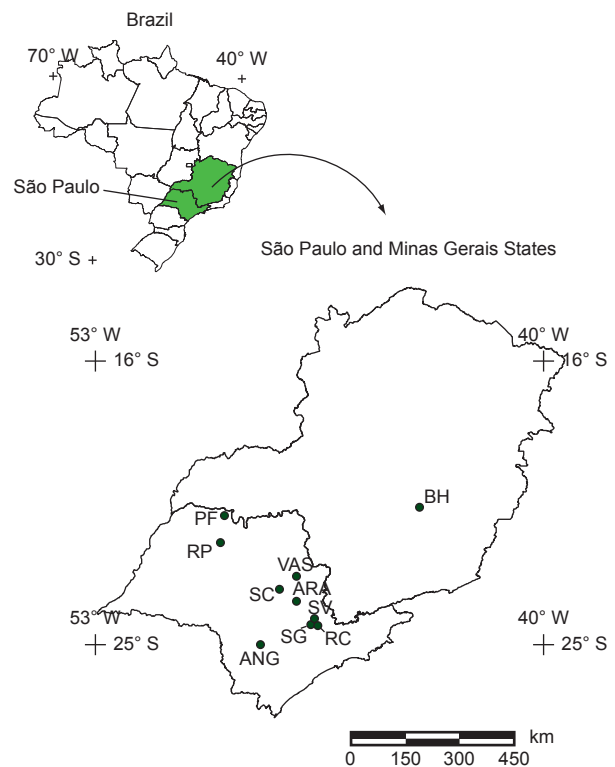 Brazil
70° W
40° W
São Paulo
30° S
São Paulo and Minas Gerais States
53° W
40° W
16° S
16° S
BH
PF
RP
VAS
SC
ARA
SV
SG
RC
ANG
53° W
40° W
25° S
25° S
km
0 150 300 450